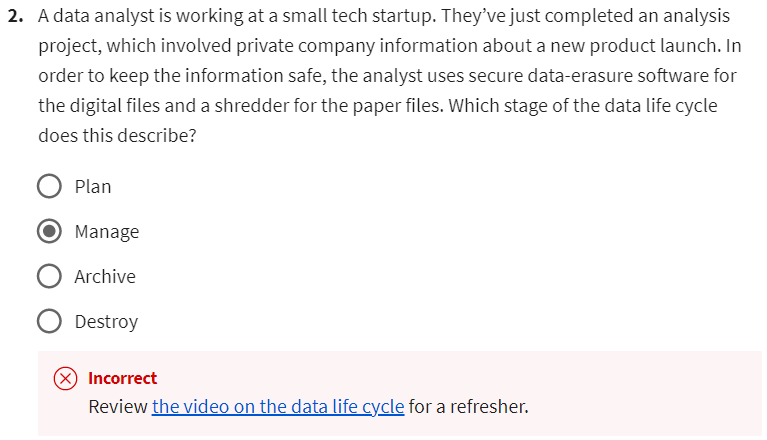 2. A data analyst is working at a small tech startup. They’ve just completed an analysis
project, which involved private company information about a new product launch. In
order to keep the information safe, the analyst uses secure data-erasure software for
the digital files and a shredder for the paper files. Which stage of the data life cycle
does this describe?
Plan
Manage
Archive
Destroy
Incorrect
Review the video on the data life cycle for a refresher.